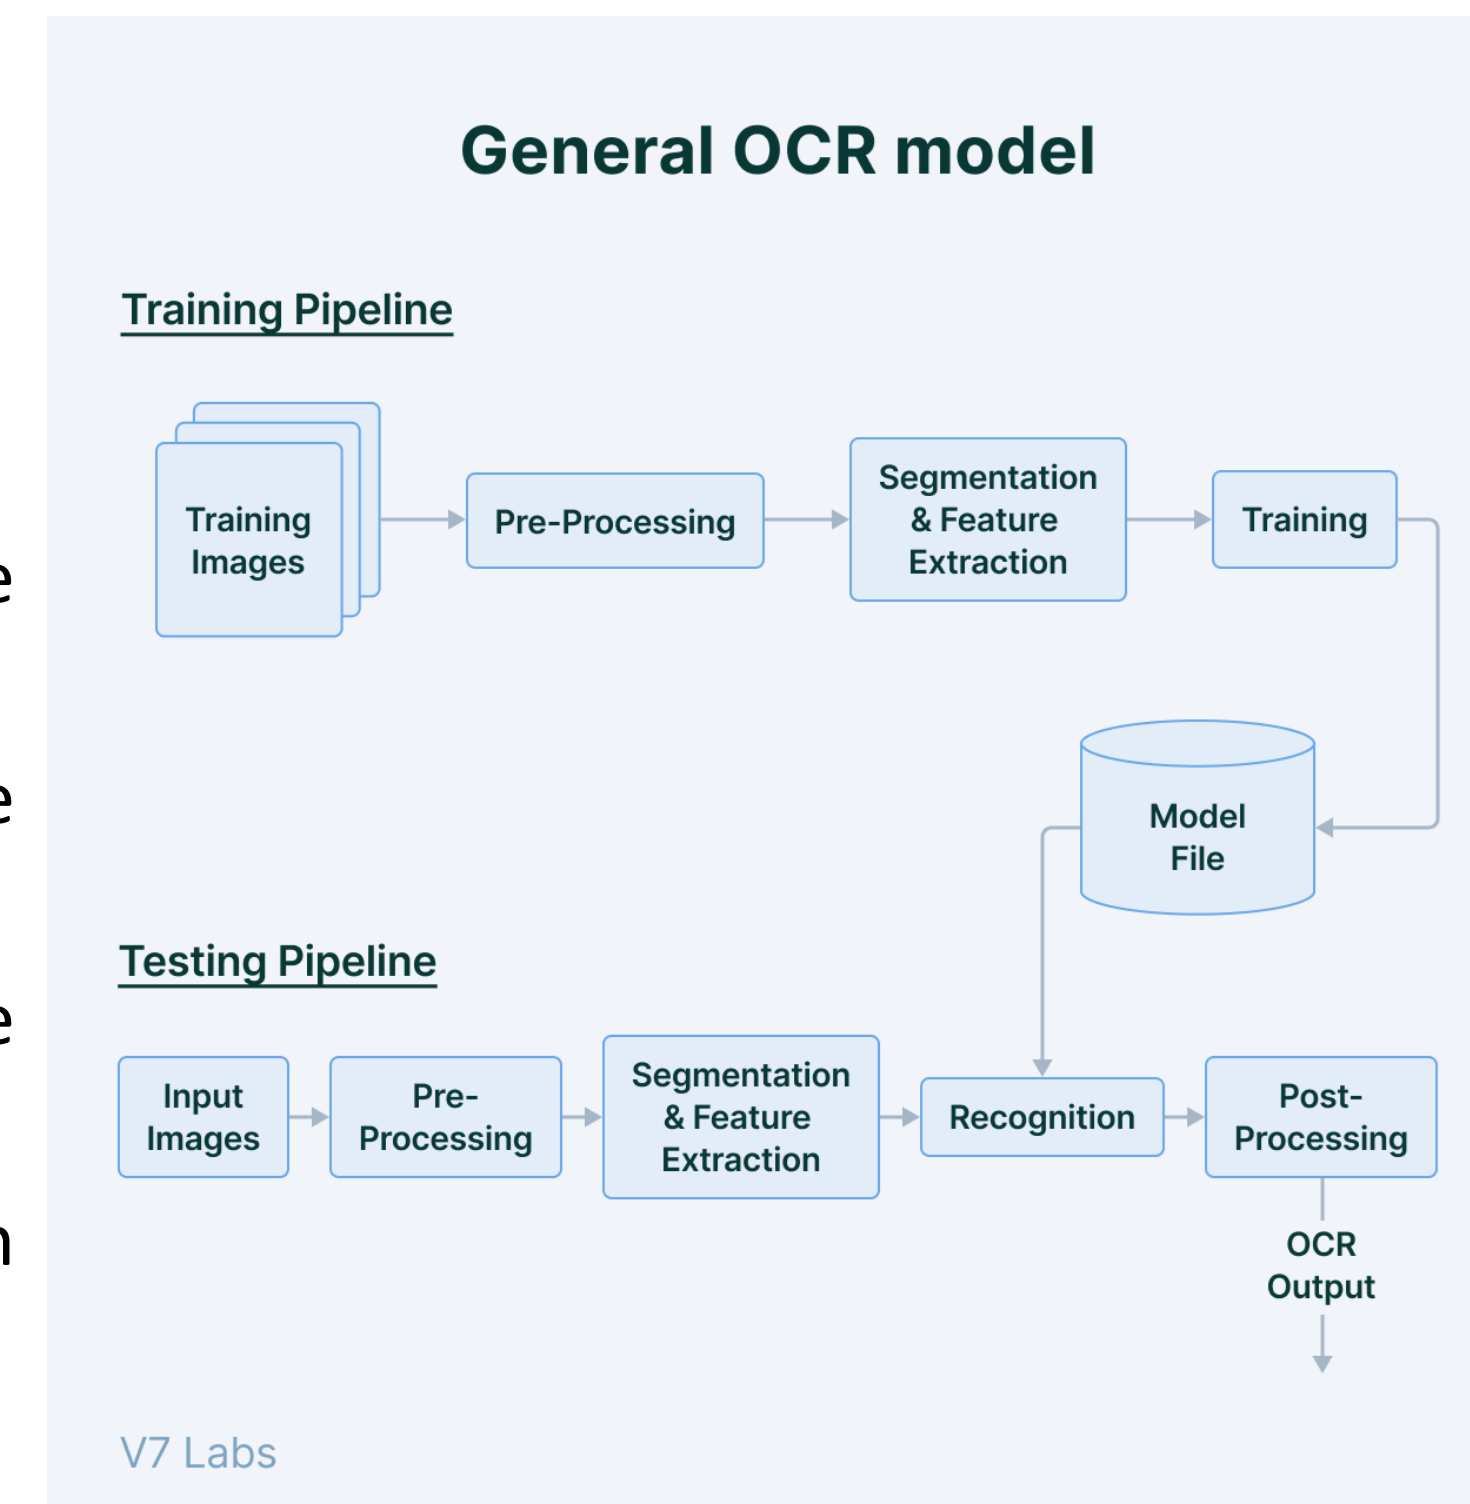 General OCR model
Training Pipeline
Training
Images
Pre-Processing
Segmentation
& Feature
Extraction
Training
Model
File
Testing Pipeline
Input
Images
Pre-
Processing
Segmentation
& Feature
Extraction
Recognition
Post-
Processing
OCR
Output
V7 Labs